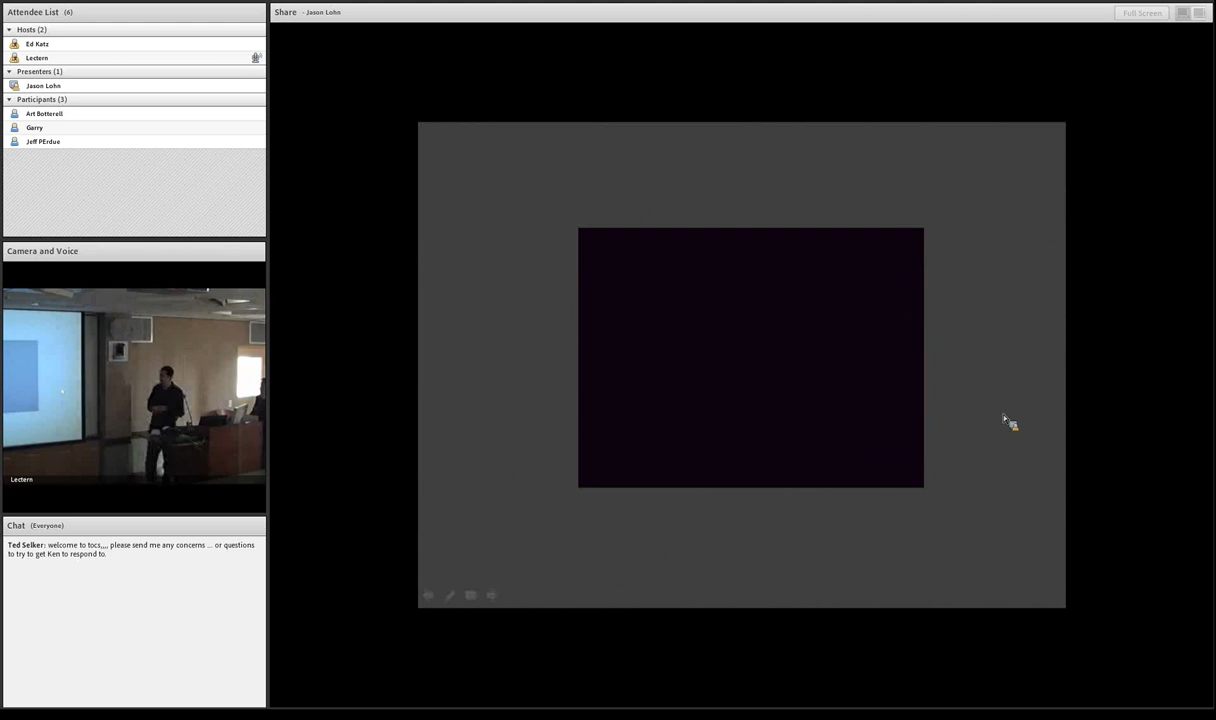 Attendee List (6)
Hosts (2)
Ed Katz
Lectern
Presenters (1)
Jason Lohn
Participants (3)
Art Botterell
Garry
Jeff PErdue
Camera and Voice
Lectern
Chat (Everyone)
Ted Selker: welcome to tocs,,,, please send me any concerns ... or questions
to try to get Ken to respond to.
Share - Jason Lohn
Full Screen